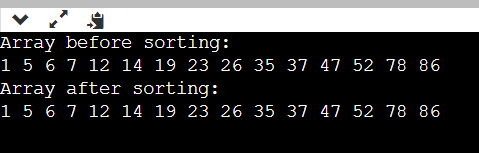 Array before sorting:
1 5 6 7 12 14 19 23 26 35 37 47 52 78 86
Array after sorting:
1 5 6 7 12 14 19 23 26 35 37 47 52 78 86